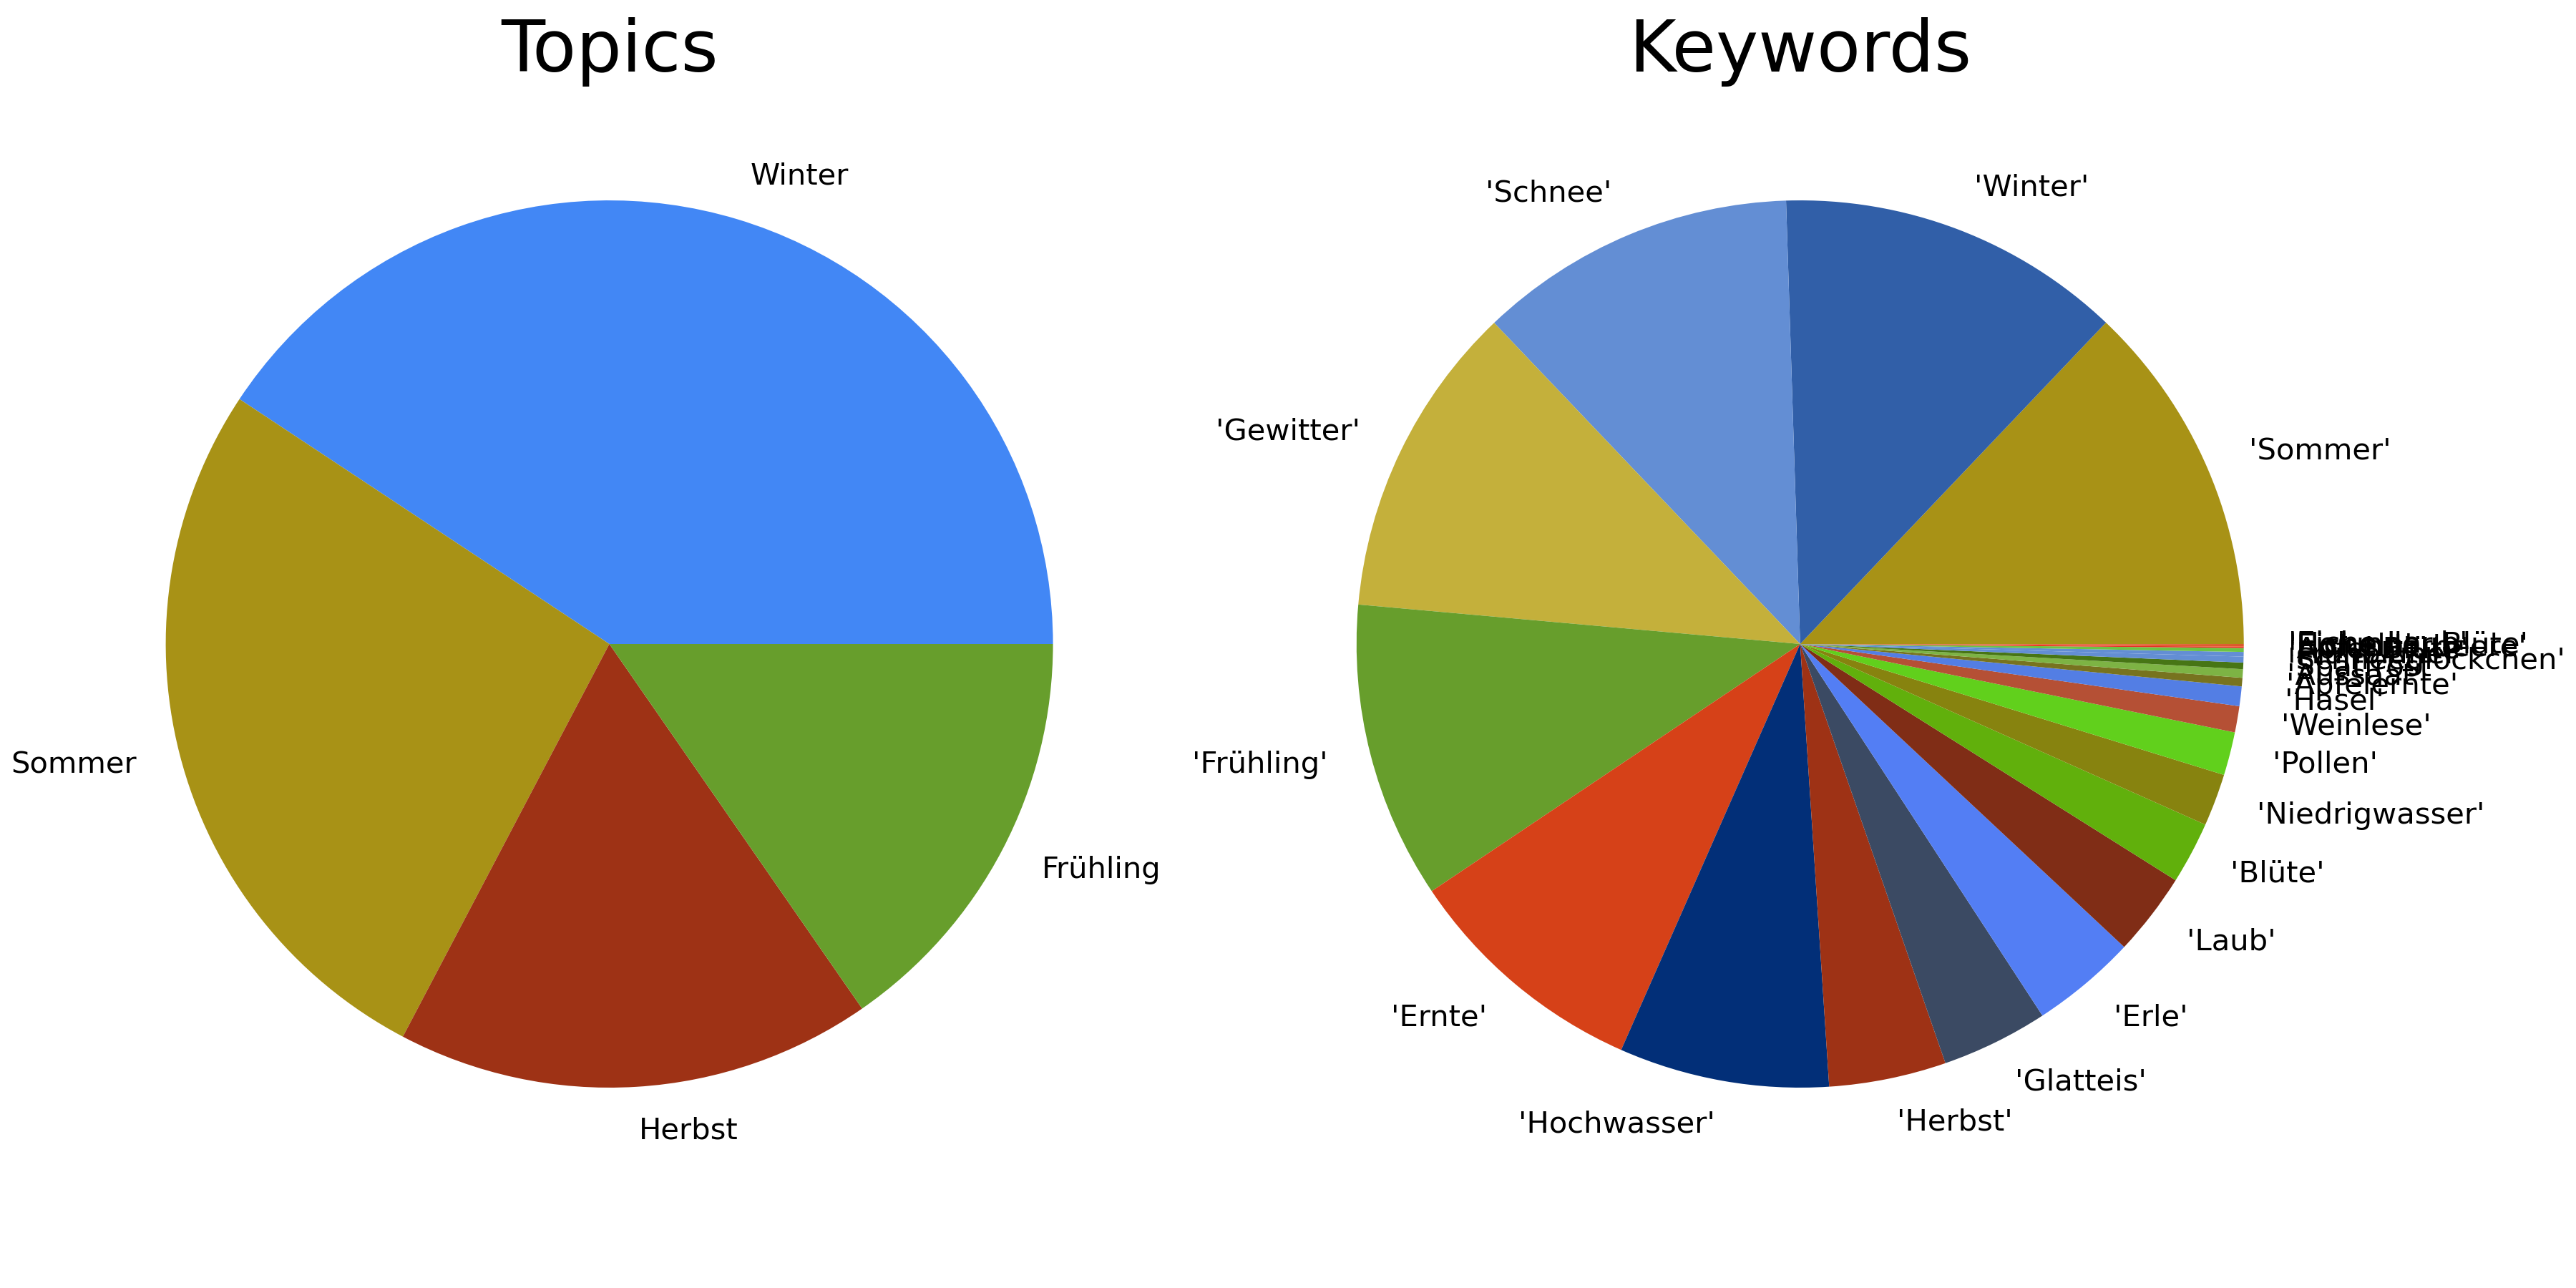 Topics
Winter
Sommer
Herbst
Frühling
Keywords
'Sommer'
'Winter'
'Schnee'
'Gewitter'
'Frühling'
'Ernte'
'Hochwasser'
'Herbst'
'Glatteis'
'Erle'
'Laub'
'Blüte'
'Niedrigwasser'
'Pollen'
'Weinlese'
'Hasel'
'Apfelernte'